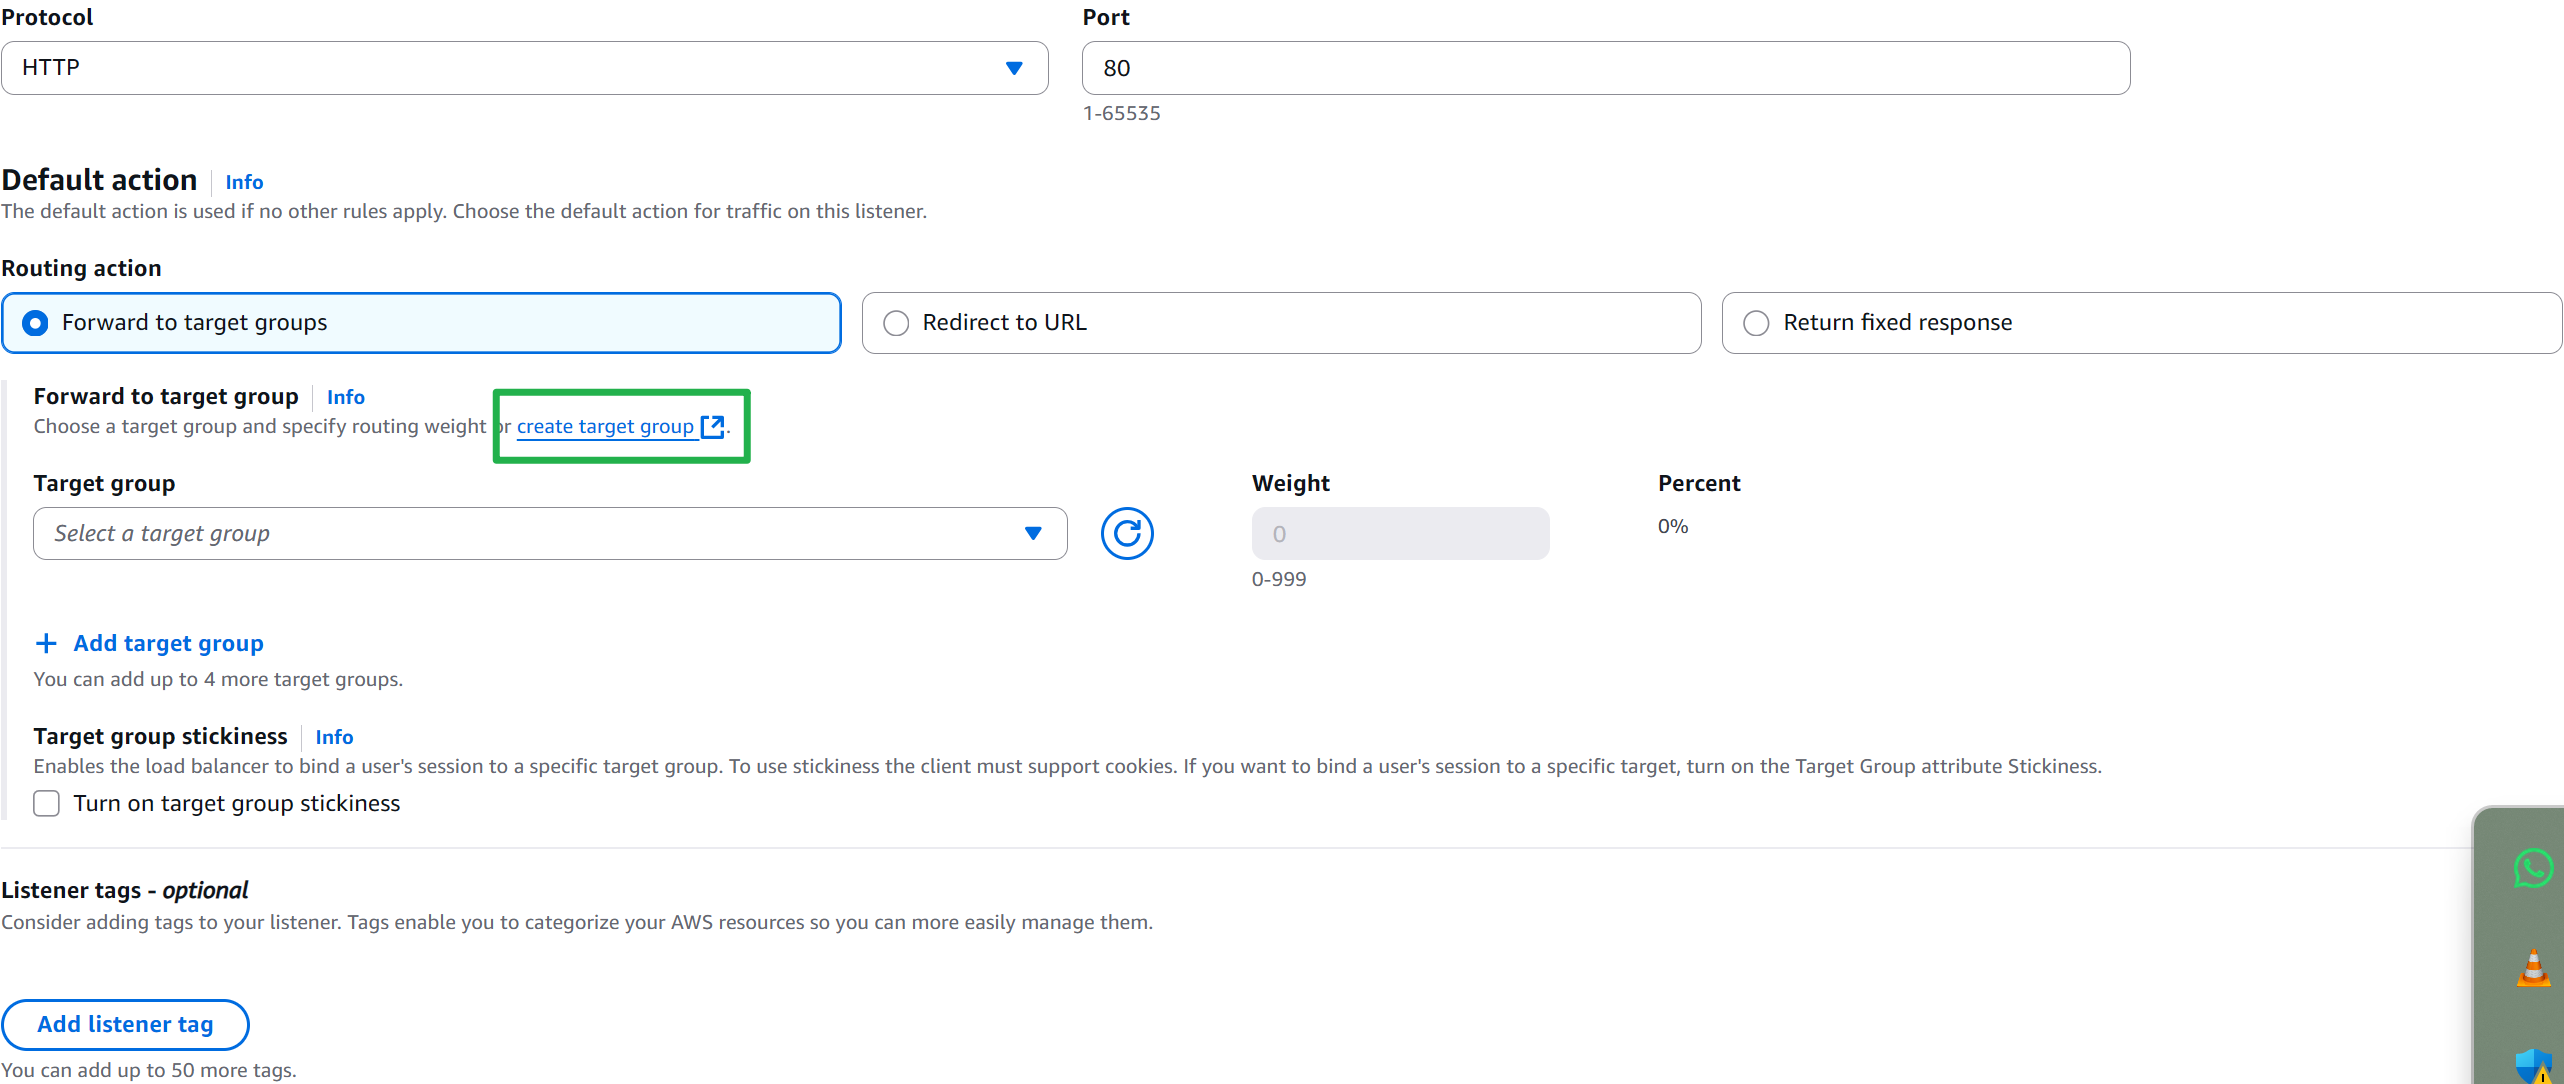 Protocol
Port
HTTP
80
1-65535
Default action
Info
The default action is used if no other rules apply. Choose the default action for traffic on this listener.
Routing action
Forward to target groups
Redirect to URL
Return fixed response
Forward to target group
Info
Choose a target group and specify routing weight or create target group.
Target group
Weight
Percent
Select a target group
0
0%
0-999
Add target group
You can add up to 4 more target groups.
Target group stickiness
Info
Enables the load balancer to bind a user's session to a specific target group. To use stickiness the client must support cookies. If you want to bind a user's session to a specific target, turn on the Target Group attribute Stickiness.
Turn on target group stickiness
Listener tags - optional
Consider adding tags to your listener. Tags enable you to categorize your AWS resources so you can more easily manage them.
Add listener tag
You can add up to 50 more tags.